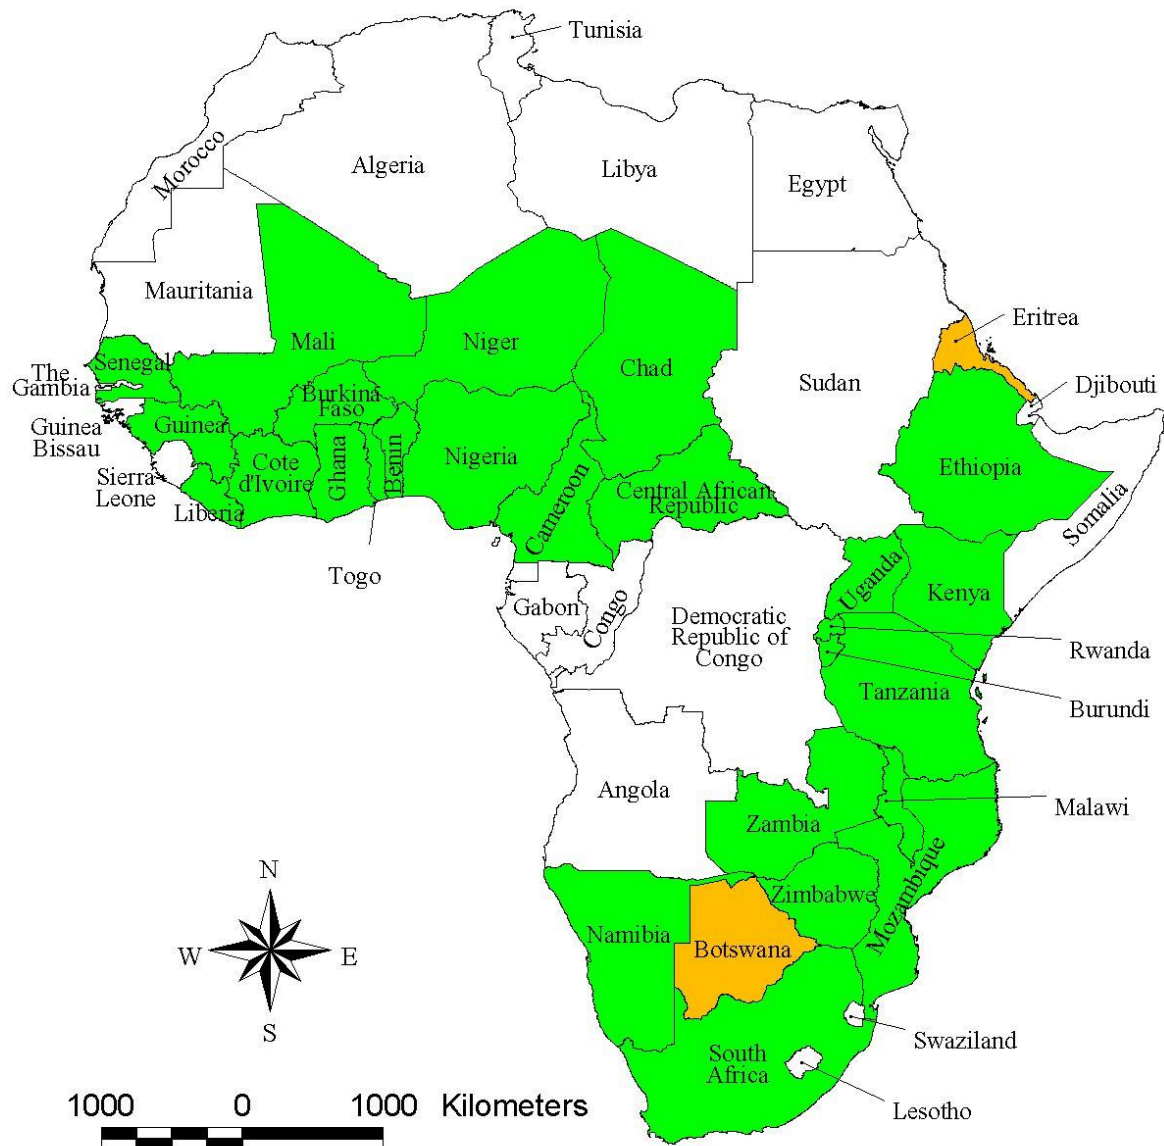 Tunisia
Morocco
Algeria
Libya
Egypt
Mauritania
Mali
Niger
Chad
Sudan
Eritrea
Djibouti
The
Gambia
Senegal
Burkina
Faso
Guinea
Bissau
Guinea
Sierra
Leone
Liberia
Cote
d'Ivoire
Ghana
Benin
Togo
Nigeria
Cameroon
Central African
Republic
Ethiopia
Somalia
Gabon
Congo
Democratic
Republic of
Congo
Uganda
Kenya
Rwanda
Burundi
Tanzania
Angola
Zambia
Malawi
Mozambique
Zimbabwe
Namibia
Botswana
Swaziland
South
Africa
Lesotho
N
W
E
S
1000 0 1000 Kilometers